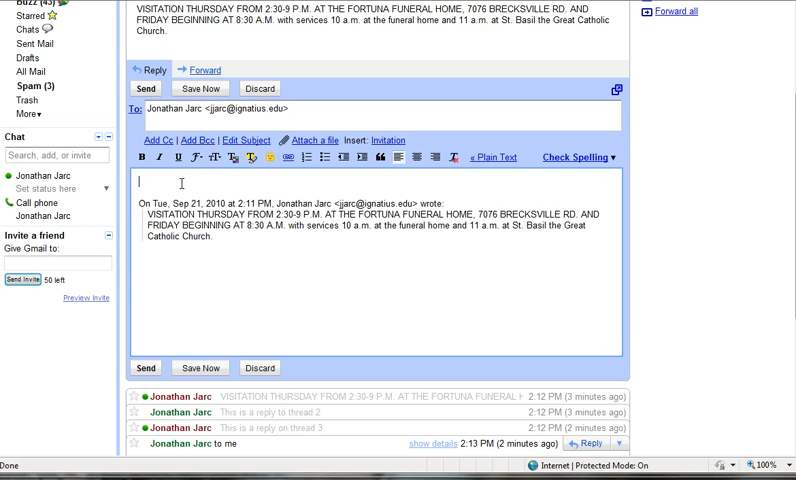 Buzz (43)
Starred
Chats
Sent Mail
Drafts
All Mail
Spam (3)
Trash
More▾
Chat
Search, add, or invite
Jonathan Jarc
Set status here
Call phone
Jonathan Jarc
Invite a friend
Give Gmail to:
Send Invite 50 left
Preview Invite
VISITATION THURSDAY FROM 2:30-9 P.M. AT THE FORTUNA FUNERAL HOME, 7076 BRECKSVILLE RD. AND
FRIDAY BEGINNING AT 8:30 A.M. with services 10 a.m. at the funeral home and 11 a.m. at St. Basil the Great Catholic
Church.
Reply Forward
Send Save Now Discard
To: Jonathan Jarc <jjarc@ignatius.edu>
Add Cc | Add Bcc | Edit Subject Attach a file Insert: Invitation
B I U « Plain Text Check Spelling ▾
On Tue, Sep 21, 2010 at 2:11 PM, Jonathan Jarc <jjarc@ignatius.edu> wrote:
VISITATION THURSDAY FROM 2:30-9 P.M. AT THE FORTUNA FUNERAL HOME, 7076 BRECKSVILLE RD. AND
FRIDAY BEGINNING AT 8:30 A.M. with services 10 a.m. at the funeral home and 11 a.m. at St. Basil the Great
Catholic Church.
Send Save Now Discard
Jonathan Jarc VISITATION THURSDAY FROM 2:30-9 P.M. AT THE FORTUNA FUNERAL H 2:12 PM (3 minutes ago)
Jonathan Jarc This is a reply to thread 2 2:12 PM (3 minutes ago)
Jonathan Jarc This is a reply on thread 3 2:12 PM (3 minutes ago)
Jonathan Jarc to me show details 2:13 PM (2 minutes ago) Reply
Forward all
Done Internet | Protected Mode: On 100%